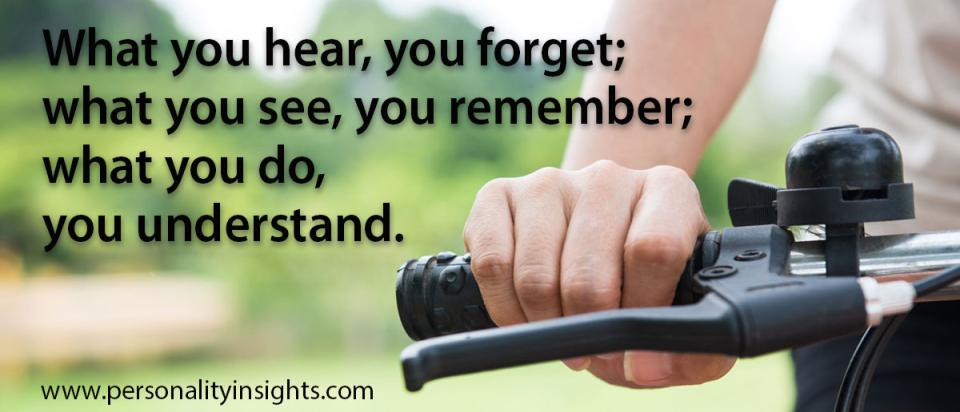 What you hear, you forget;
what you see, you remember;
what you do,
you understand.
www.personalityinsights.com